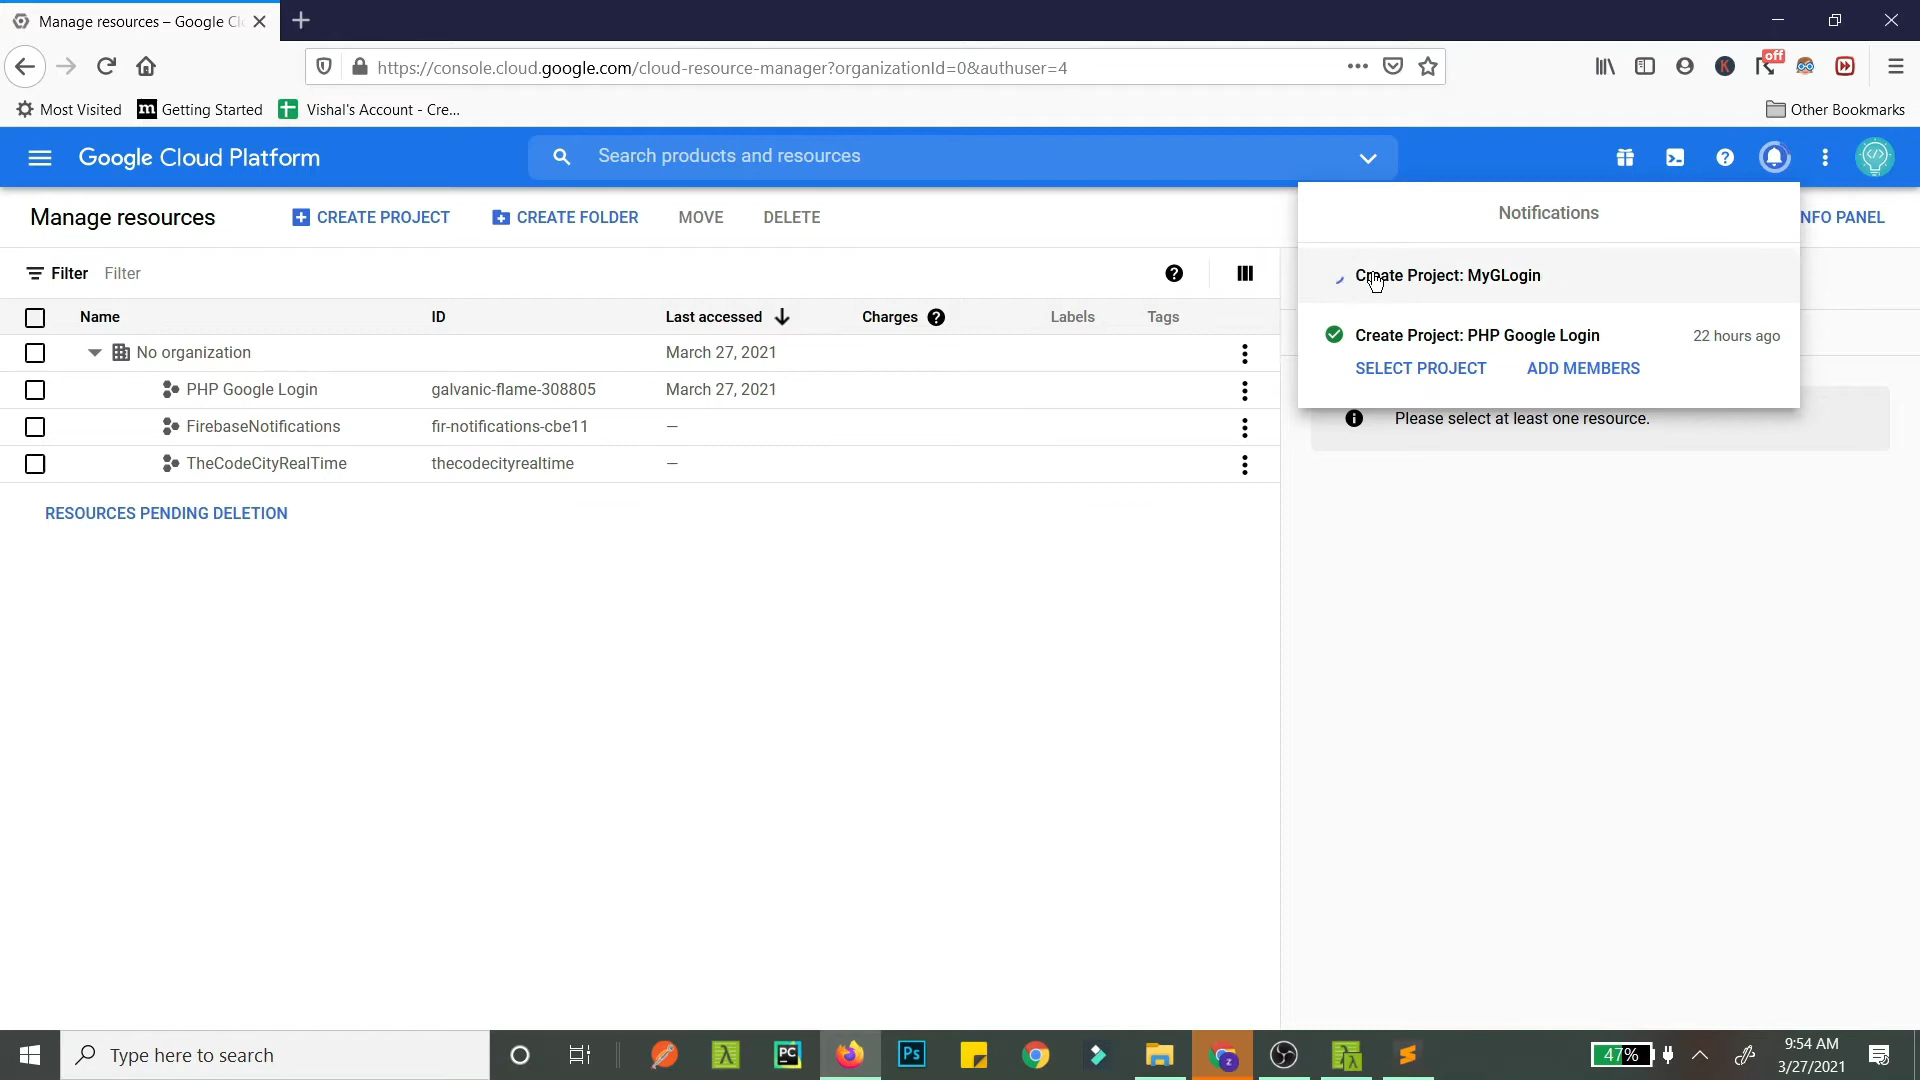 Manage resources – Google Cl
https://console.cloud.google.com/cloud-resource-manager?organizationId=0&authuser=4
off
K
Most Visited
m Getting Started
Vishal's Account - Cre...
Other Bookmarks
Google Cloud Platform
Search products and resources
Manage resources
CREATE PROJECT
CREATE FOLDER
MOVE
DELETE
NFO PANEL
Notifications
Create Project: MyGLogin
Create Project: PHP Google Login
22 hours ago
SELECT PROJECT
ADD MEMBERS
Please select at least one resource.
Filter Filter
Name ID Last accessed Charges Labels Tags
No organization March 27, 2021
PHP Google Login galvanic-flame-308805 March 27, 2021
FirebaseNotifications fir-notifications-cbe11 –
TheCodeCityRealTime thecodecityrealtime –
RESOURCES PENDING DELETION
Type here to search
PC
Ps
z
47%
9:54 AM
3/27/2021